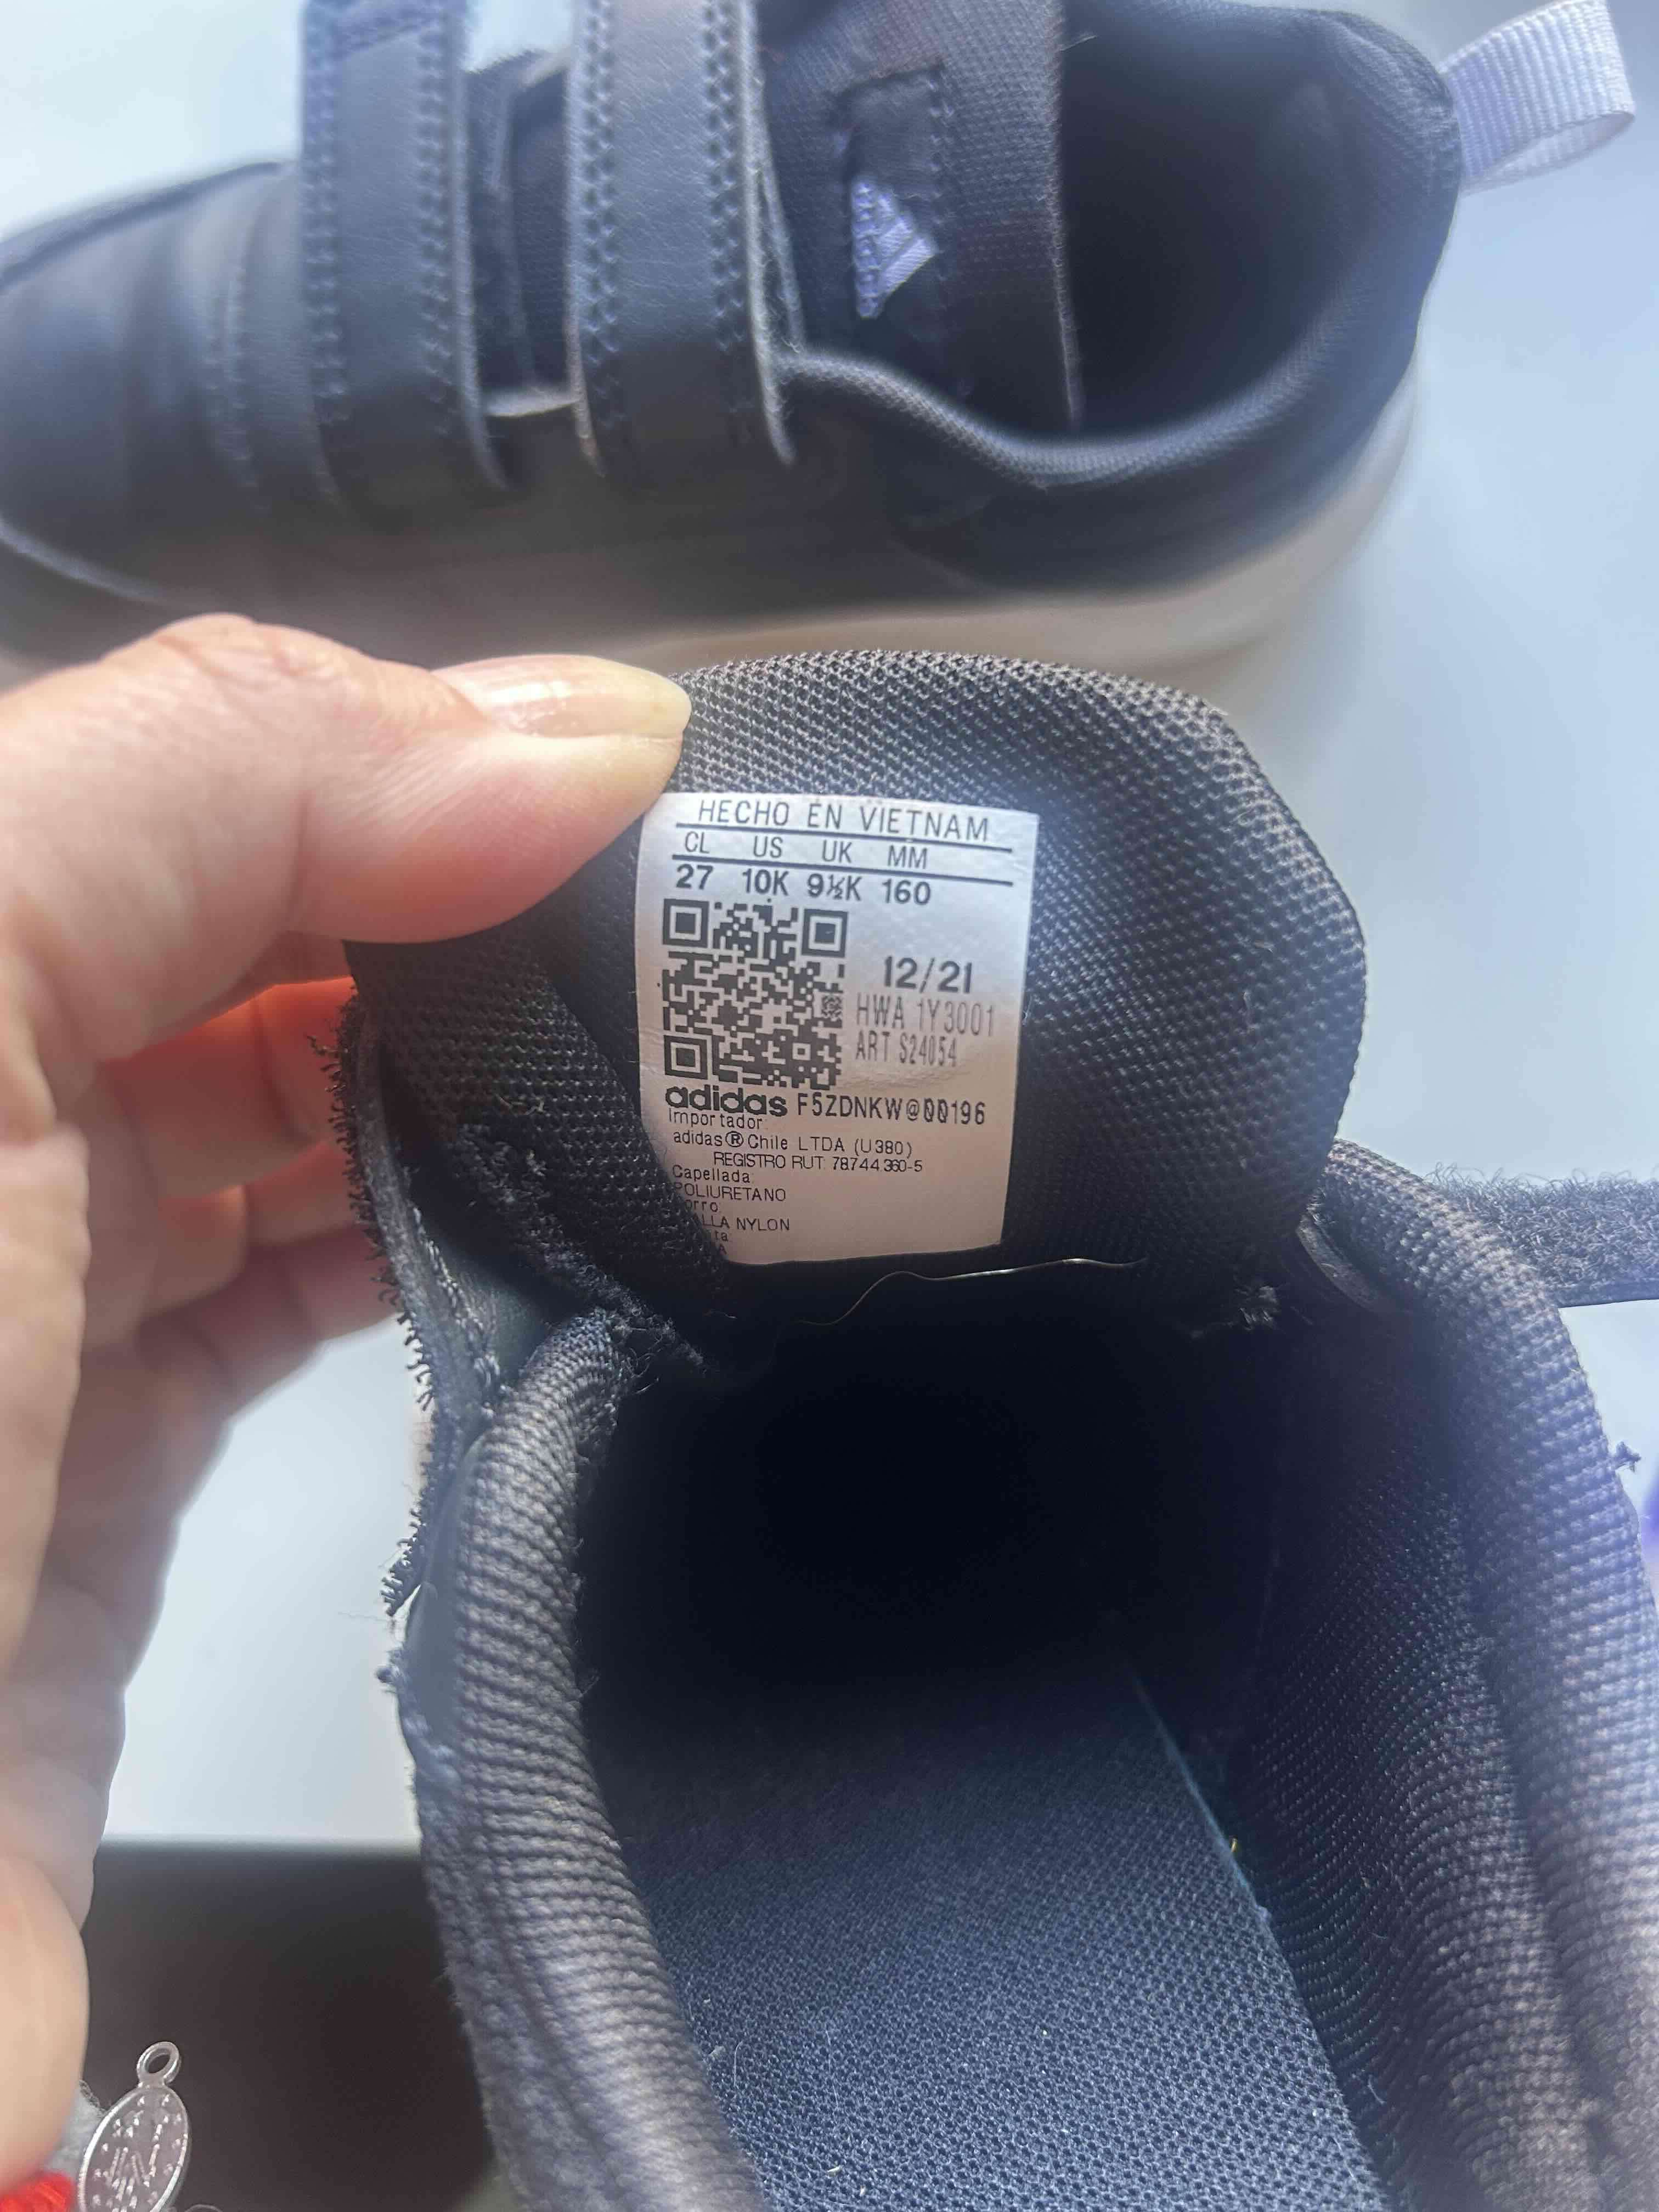 HECHO EN VIETNAM
CL US UK MM
27 10K 9½K 160
12/21
HWA 1Y3001
ART S24054
adidas F5ZDNKW@00196
Importador:
adidas® Chile LTDA (U380)
REGISTRO RUT: 78744360-5
Capellada:
POLIURETANO
NYLON